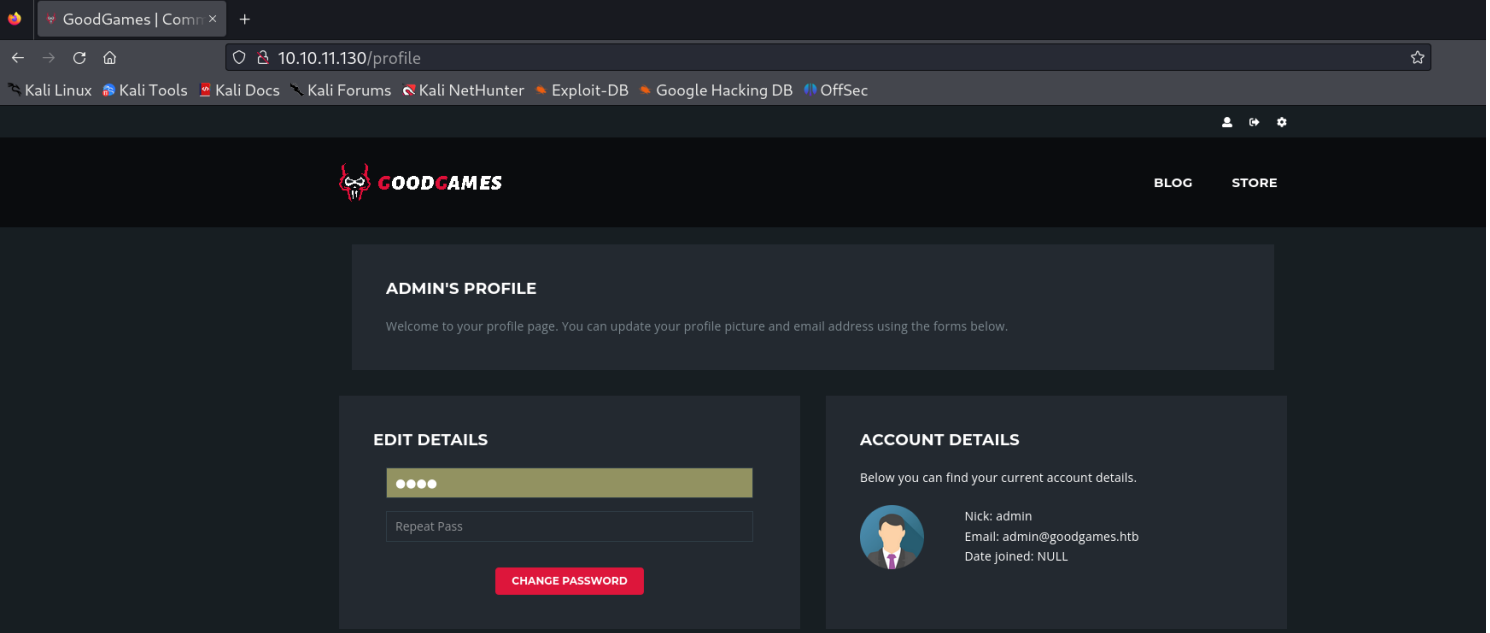 GoodGames | Comm
10.10.11.130/profile
Kali Linux Kali Tools Kali Docs Kali Forums Kali NetHunter Exploit-DB Google Hacking DB OffSec
GOODGAMES
BLOG STORE
ADMIN'S PROFILE
Welcome to your profile page. You can update your profile picture and email address using the forms below.
EDIT DETAILS
Repeat Pass
CHANGE PASSWORD
ACCOUNT DETAILS
Below you can find your current account details.
Nick: admin
Email: admin@goodgames.htb
Date joined: NULL